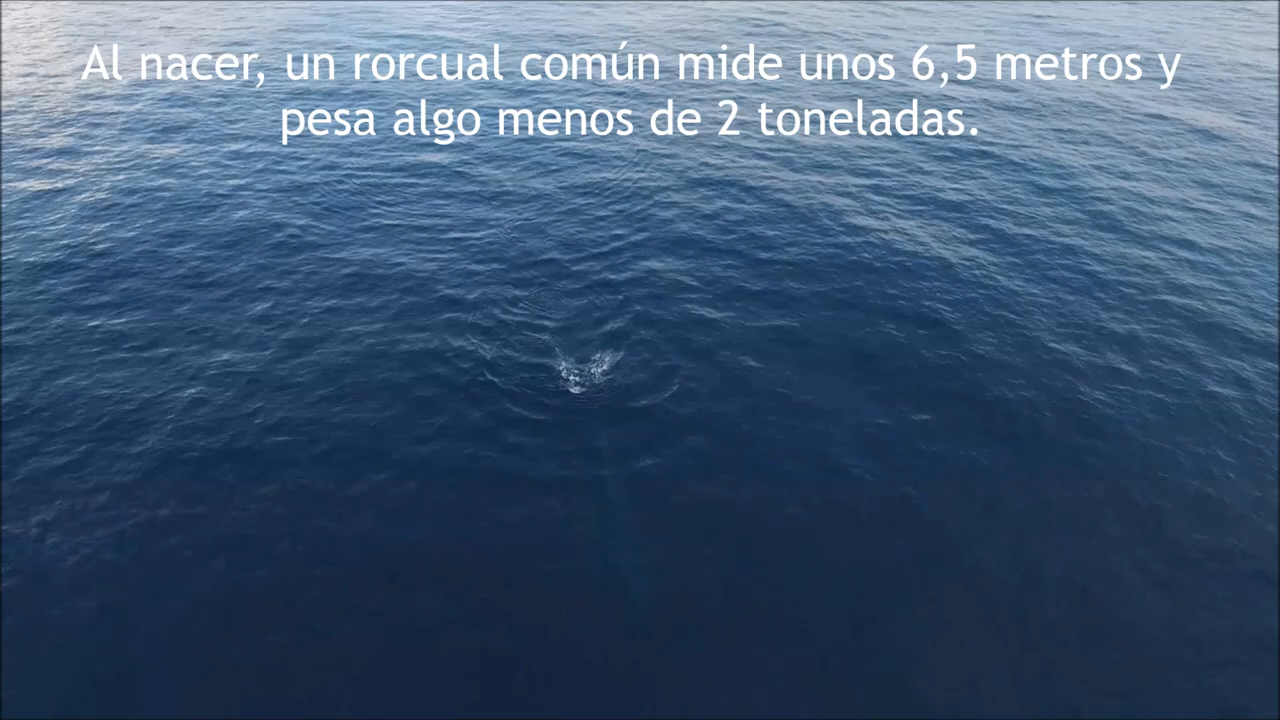 Al nacer, un rorcual común mide unos 6,5 metros y
pesa algo menos de 2 toneladas.